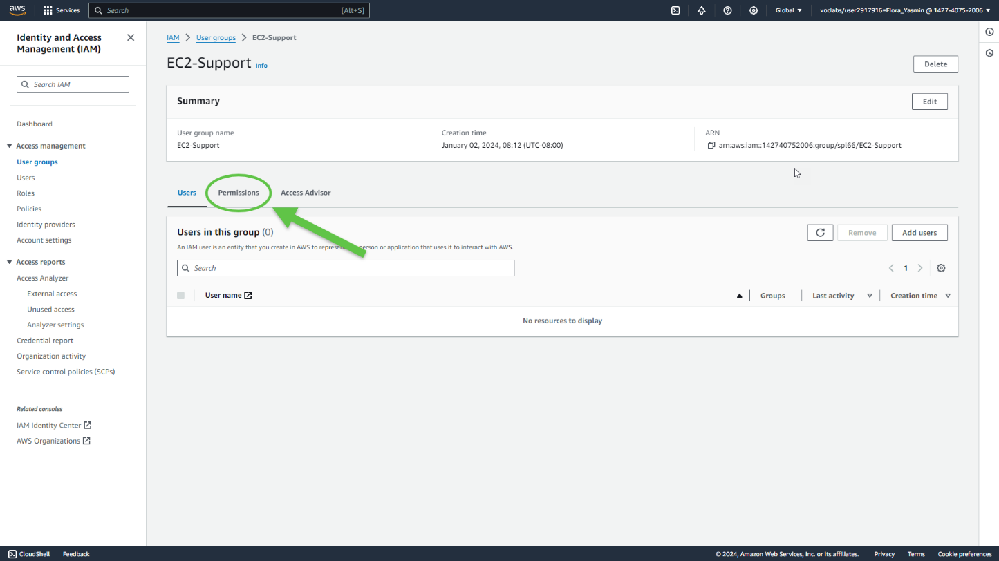 aws Services Search [Alt+S] Global voclabs/user2917916=Flora_Yasmin @ 1427-4075-2006
Identity and Access
Management (IAM)
Search IAM
Dashboard
Access management
User groups
Users
Roles
Policies
Identity providers
Account settings
Access reports
Access Analyzer
External access
Unused access
Analyzer settings
Credential report
Organization activity
Service control policies (SCPs)
Related consoles
IAM Identity Center
AWS Organizations
IAM > User groups > EC2-Support
EC2-Support Info
Delete
Summary
Edit
User group name
EC2-Support
Creation time
January 02, 2024, 08:12 (UTC-08:00)
ARN
arn:aws:iam::142740752006:group/spl66/EC2-Support
Users Permissions Access Advisor
Users in this group (0)
Remove Add users
An IAM user is an entity that you create in AWS to person or application that uses it to interact with AWS.
Search
1
User name Groups Last activity Creation time
No resources to display
CloudShell Feedback © 2024, Amazon Web Services, Inc. or its affiliates. Privacy Terms Cookie preferences